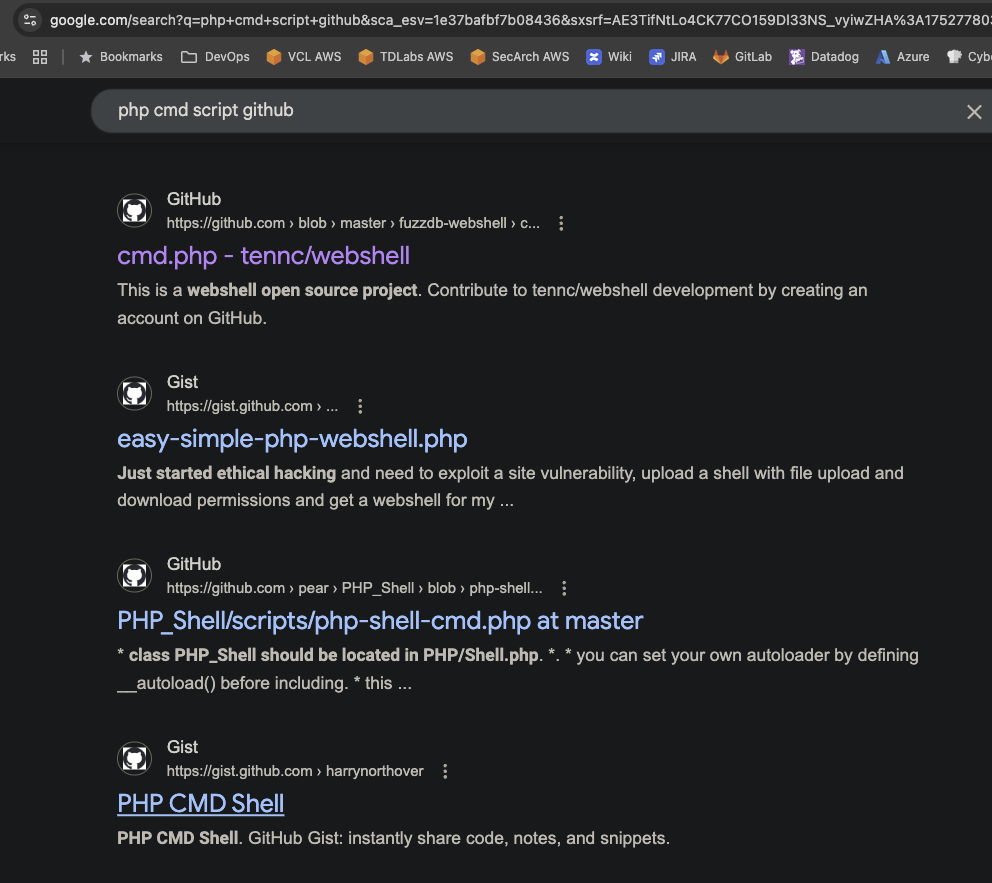 google.com/search?q=php+cmd+script+github&sca_esv=1e37bafbf7b08436&sxsrf=AE3TifNtLo4CK77CO159DI33NS_vyiwZHA%3A175277803
rks Bookmarks DevOps VCL AWS TDLabs AWS SecArch AWS Wiki JIRA GitLab Datadog Azure Cybe
php cmd script github
GitHub
https://github.com › blob › master › fuzzdb-webshell › c...
cmd.php - tennc/webshell
This is a webshell open source project. Contribute to tennc/webshell development by creating an
account on GitHub.
Gist
https://gist.github.com › ...
easy-simple-php-webshell.php
Just started ethical hacking and need to exploit a site vulnerability, upload a shell with file upload and
download permissions and get a webshell for my ...
GitHub
https://github.com › pear › PHP_Shell › blob › php-shell...
PHP_Shell/scripts/php-shell-cmd.php at master
* class PHP_Shell should be located in PHP/Shell.php. *. * you can set your own autoloader by defining
__autoload() before including. * this ...
Gist
https://gist.github.com › harrynorthover
PHP CMD Shell
PHP CMD Shell. GitHub Gist: instantly share code, notes, and snippets.